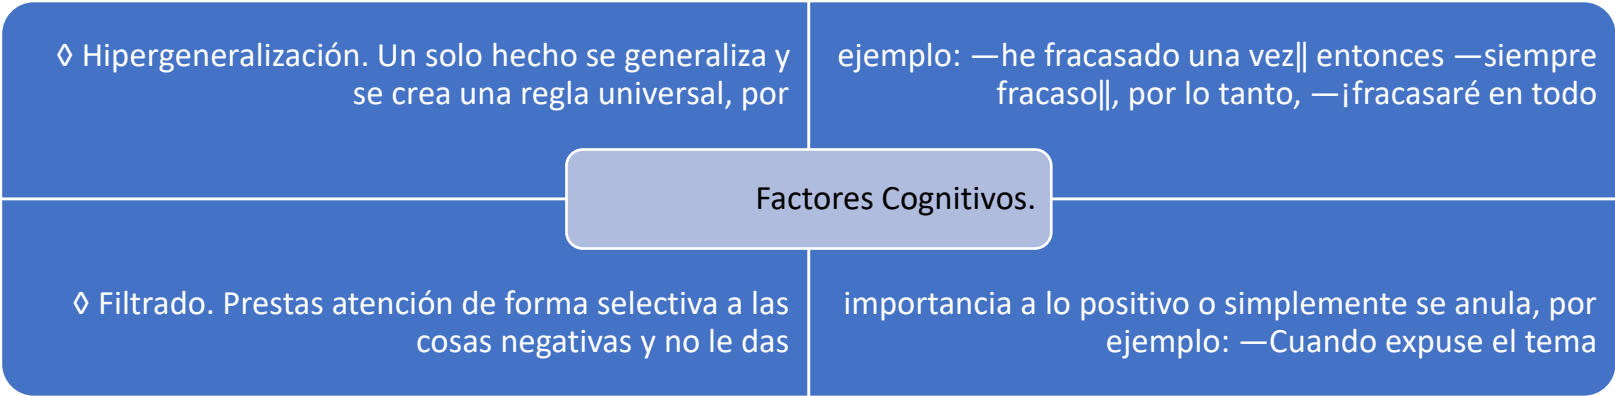 ◊ Hipergeneralización. Un solo hecho se generaliza y
se crea una regla universal, por
ejemplo: ―he fracasado una vez‖ entonces ―siempre
fracaso‖, por lo tanto, ―¡fracasaré en todo
Factores Cognitivos.
◊ Filtrado. Prestas atención de forma selectiva a las
cosas negativas y no le das
importancia a lo positivo o simplemente se anula, por
ejemplo: ―Cuando expuse el tema